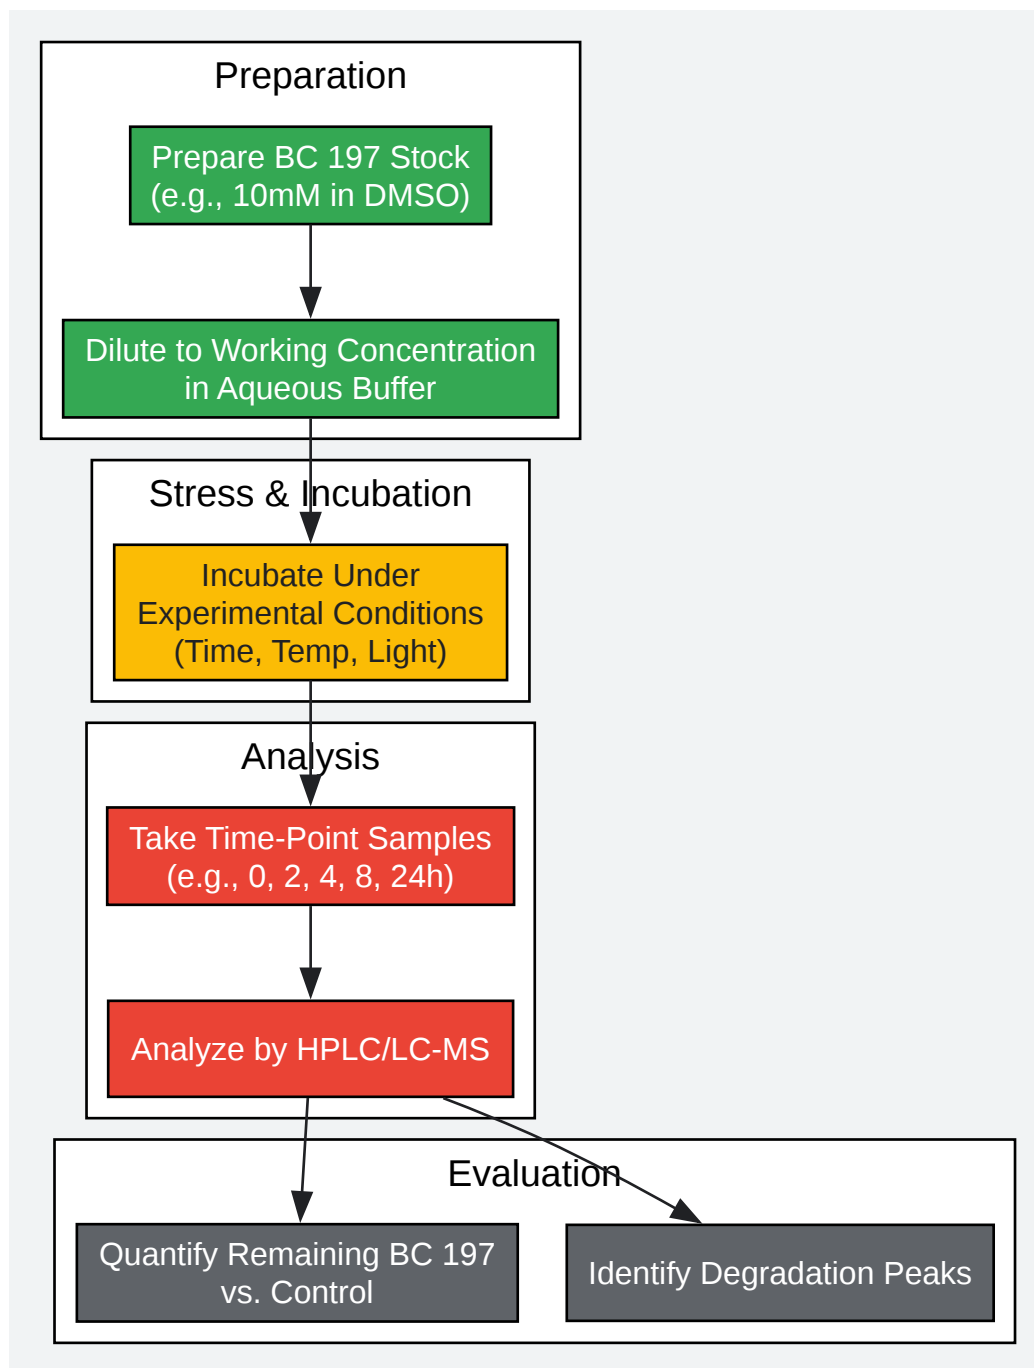 Preparation
Prepare BC 197 Stock
(e.g., 10mM in DMSO)
Dilute to Working Concentration
in Aqueous Buffer
Stress & Incubation
Incubate Under
Experimental Conditions
(Time, Temp, Light)
Analysis
Take Time-Point Samples
(e.g., 0, 2, 4, 8, 24h)
Analyze by HPLC/LC-MS
Evaluation
Quantify Remaining BC 197
vs. Control
Identify Degradation Peaks